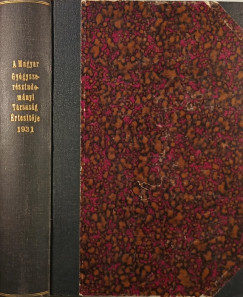 A Magyar
Gyógysze-
résztudo-
mányi
Társaság
Értesítője
1931